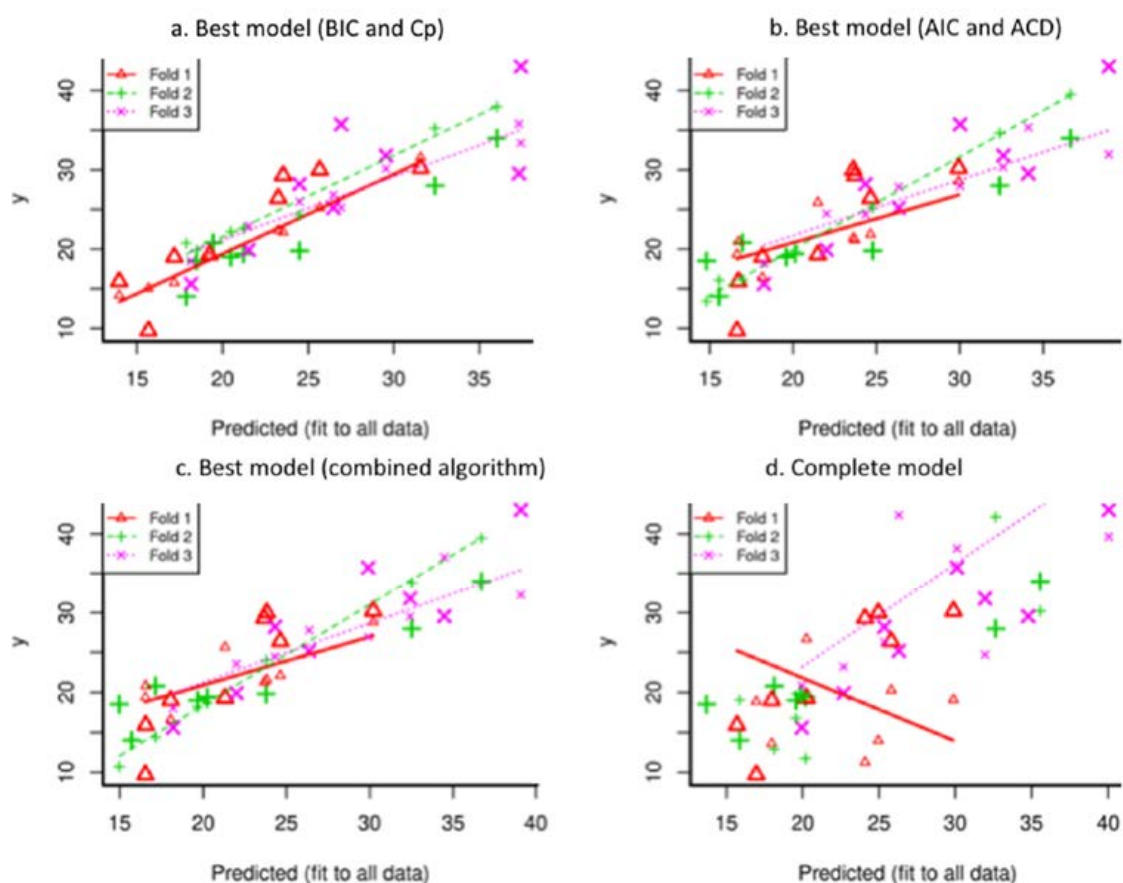 a. Best model (BIC and Cp)
Fold 1
Fold 2
Fold 3
40
30
20
10
y
15 20 25 30 35
Predicted (fit to all data)
b. Best model (AIC and ACD)
Fold 1
Fold 2
Fold 3
40
30
20
10
y
15 20 25 30 35
Predicted (fit to all data)
c. Best model (combined algorithm)
Fold 1
Fold 2
Fold 3
40
30
20
10
y
15 20 25 30 35 40
Predicted (fit to all data)
d. Complete model
Fold 1
Fold 2
Fold 3
40
30
20
10
y
15 20 25 30 35 40
Predicted (fit to all data)